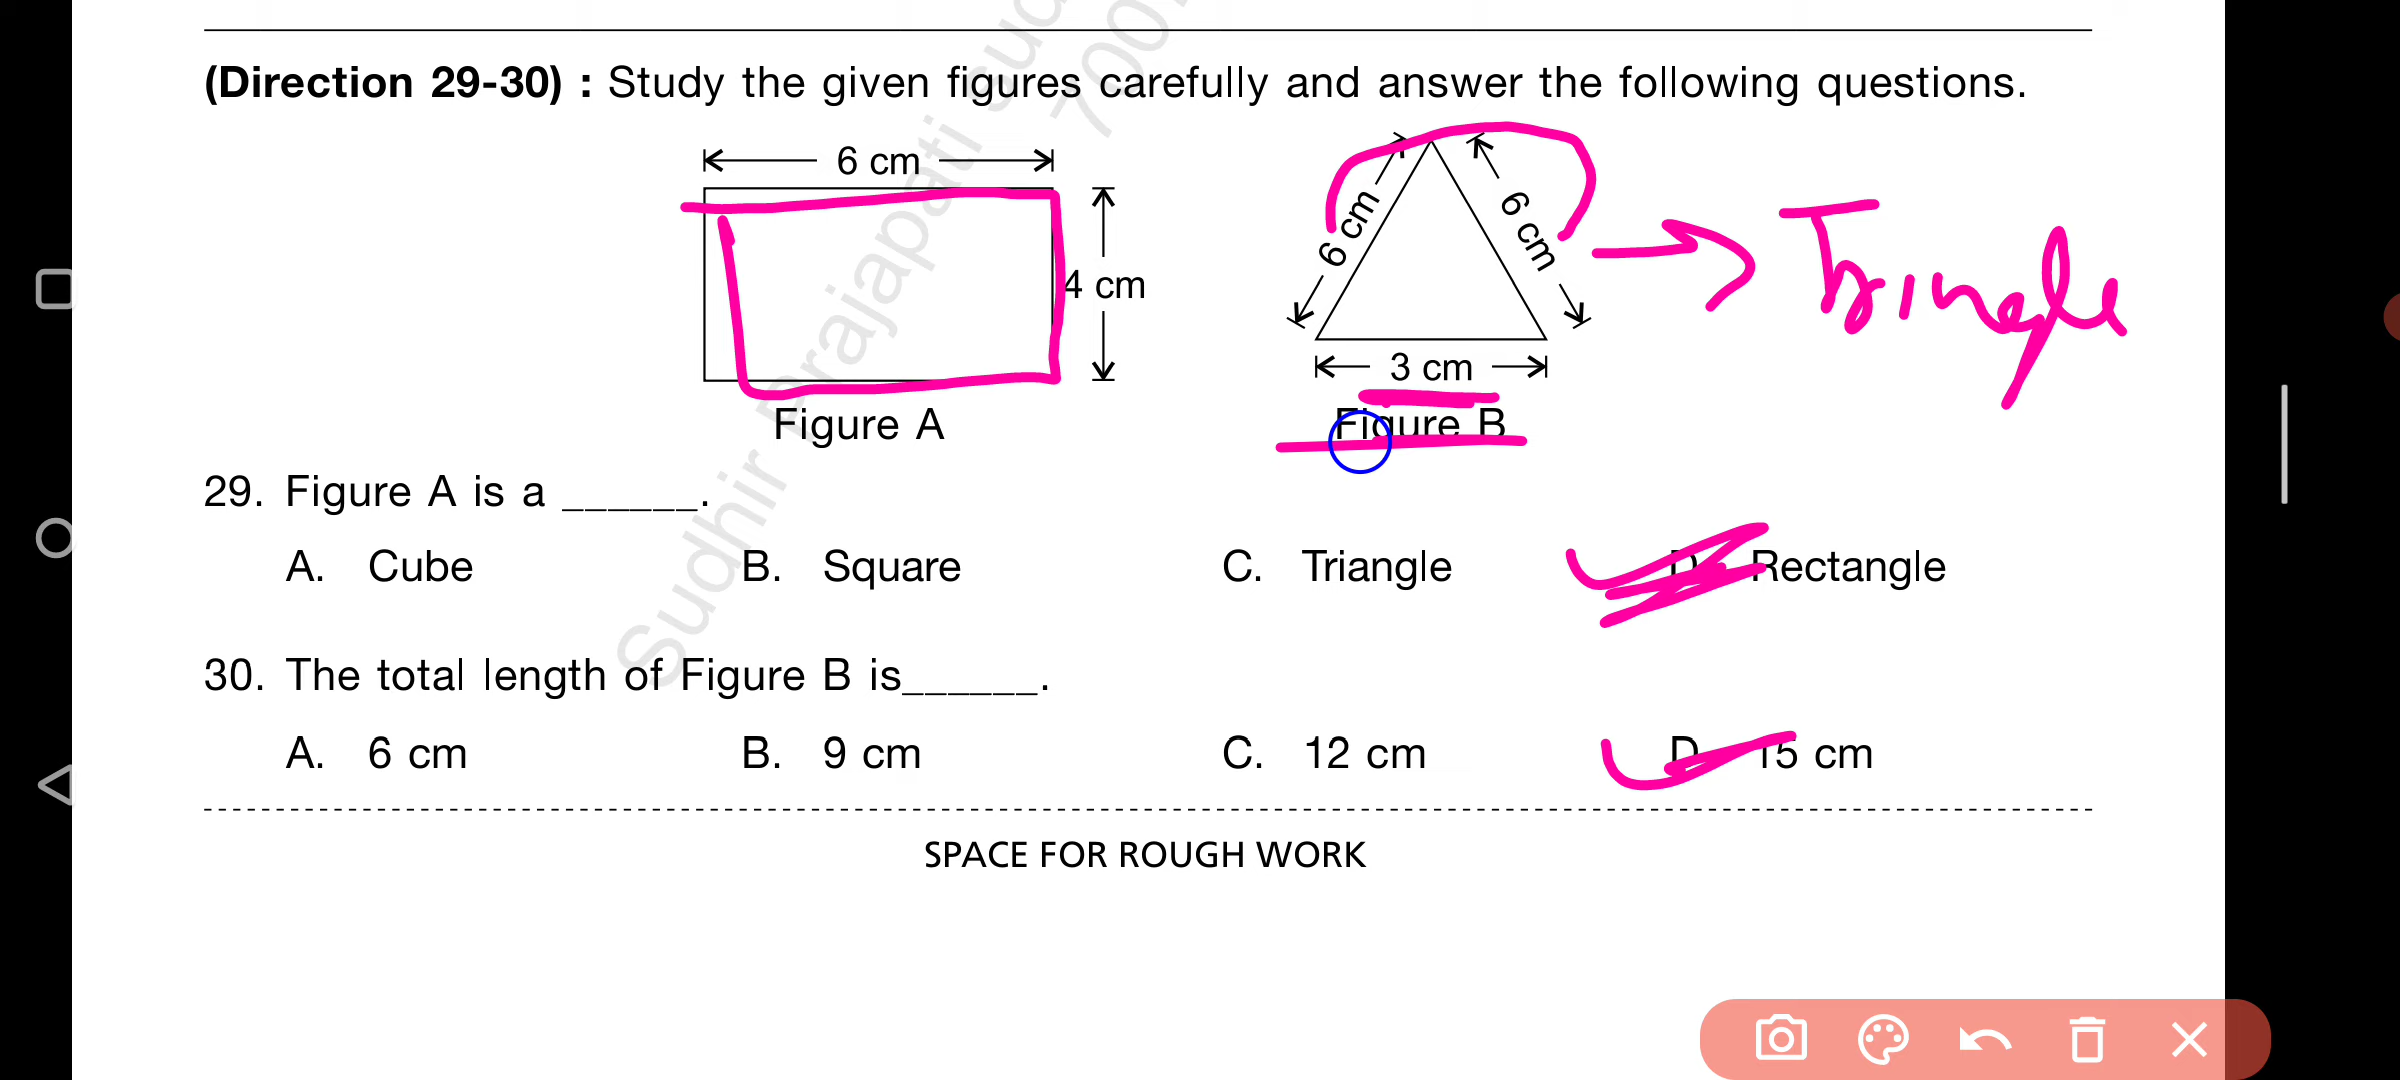 (Direction 29-30) : Study the given figures carefully and answer the following questions.
6 cm
4 cm
Figure A
6 cm
6 cm
3 cm
Figure B
29. Figure A is a ______.
A. Cube B. Square C. Triangle D. Rectangle
30. The total length of Figure B is______.
A. 6 cm B. 9 cm C. 12 cm D. 15 cm
SPACE FOR ROUGH WORK
Sudhir Prajapati